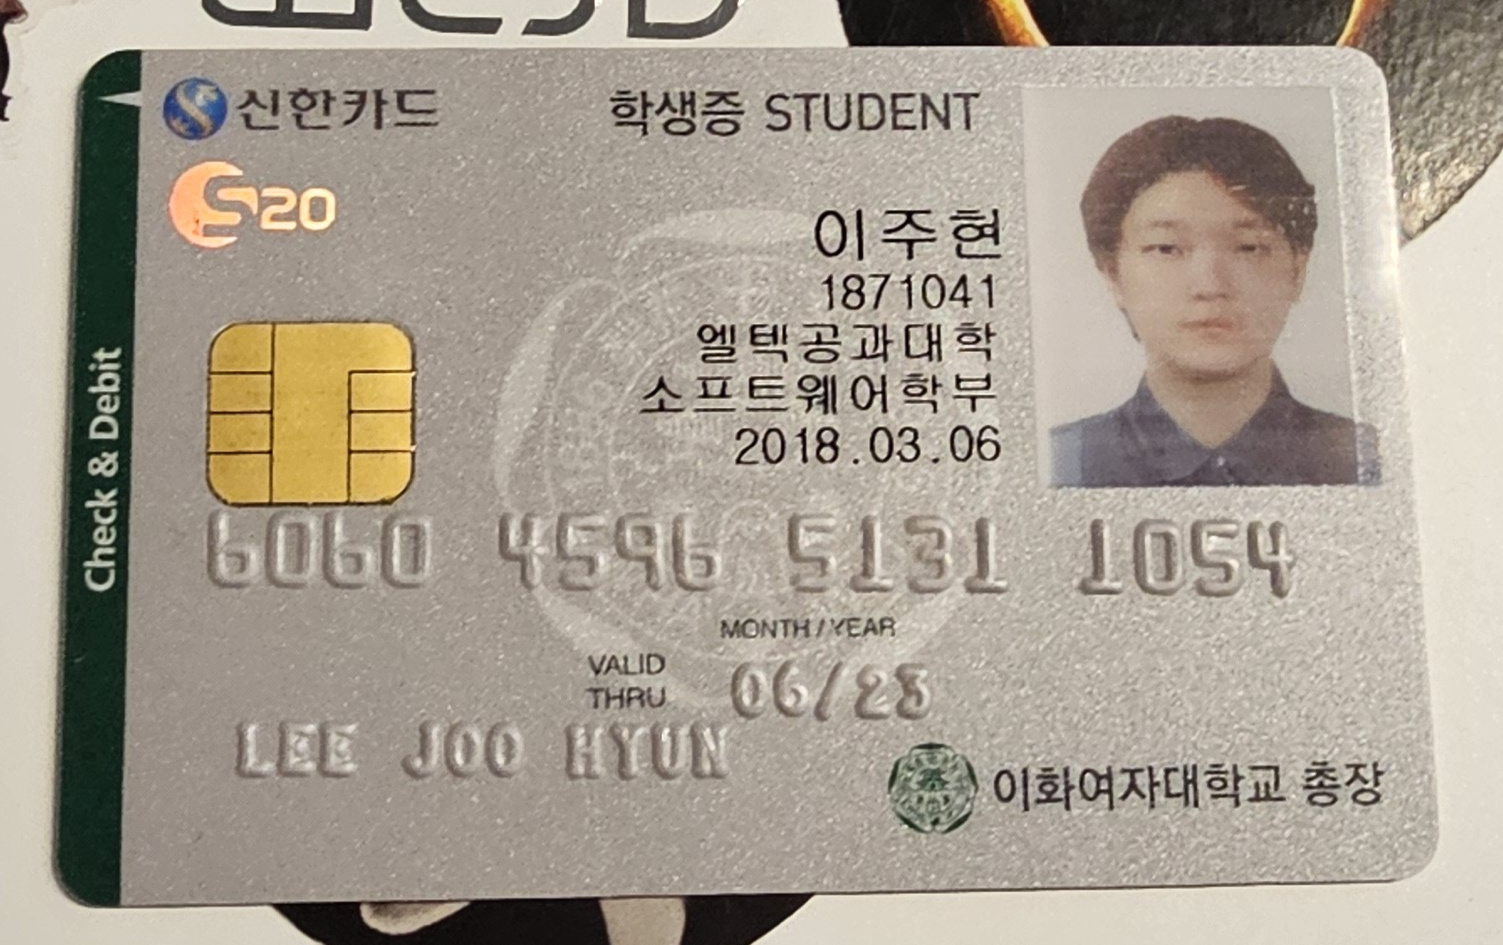 신한카드 학생증 STUDENT
S20
이주현
1871041
엘텍공과대학
소프트웨어학부
2018.03.06
Check & Debit
6060 4596 5131 1054
MONTH/YEAR
VALID
THRU
LEE JOO HYUN
이화여자대학교 총장